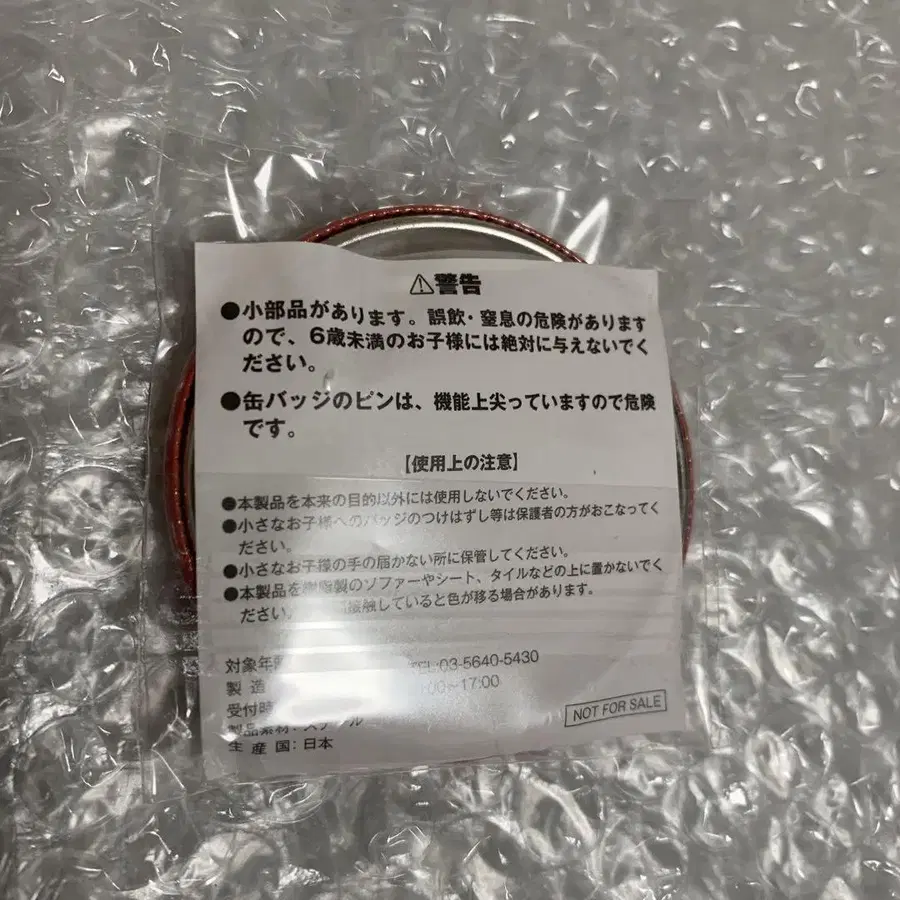 ⚠警告
●小部品があります。誤飲・窒息の危険があります
ので、6歳未満のお子様には絶対に与えないでく
ださい。
●缶バッジのピンは、機能上尖っていますので危険
です。
【使用上の注意】
●本製品を本来の目的以外には使用しないでください。
●小さなお子様へのバッジのつけはずし等は保護者の方がおこなってく
ださい。
●小さなお子様の手の届かない所に保管してください。
●本製品を樹脂製のソファーやシート、タイルなどの上に置かないでく
ださい。接触していると色が移る場合があります。
対象年 TEL:03-5640-5430
製造 :00~17:00
受付時
製品素材:スチール
生産国:日本
NOT FOR SALE